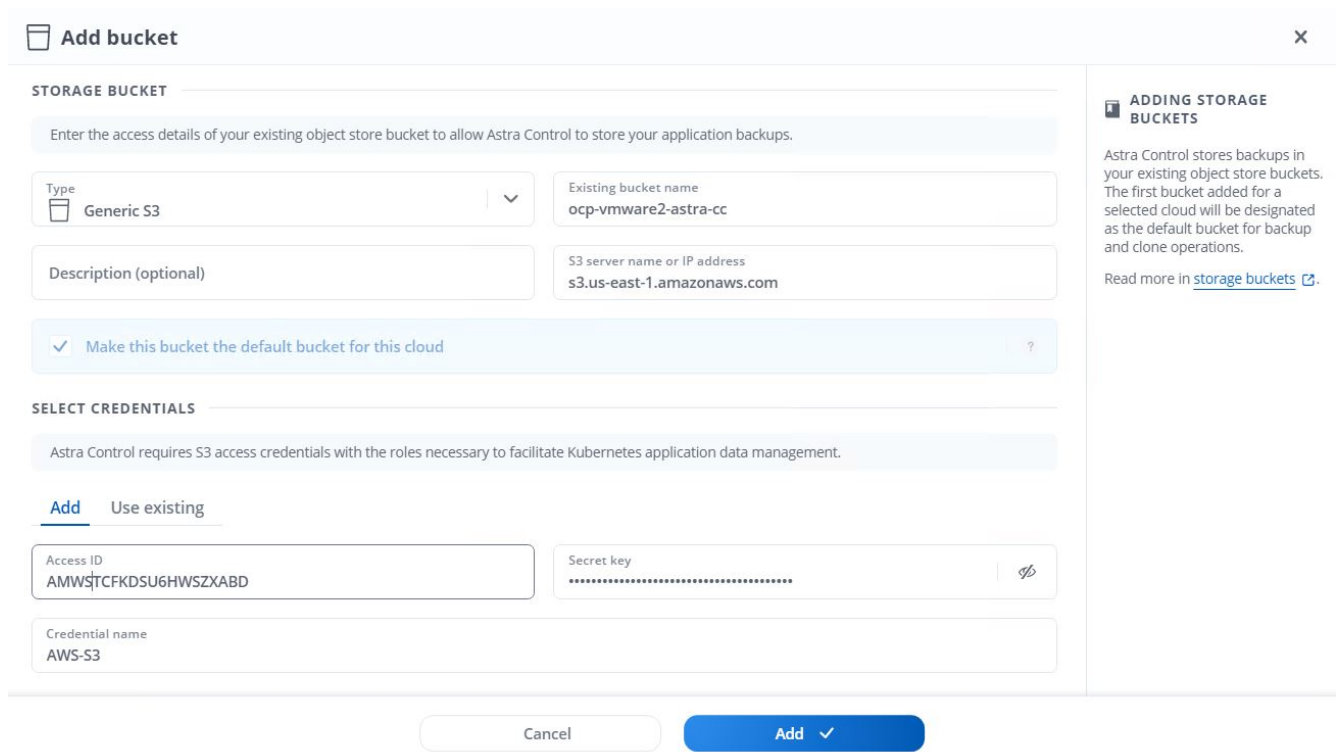 Add bucket
STORAGE BUCKET
Enter the access details of your existing object store bucket to allow Astra Control to store your application backups.
Type
Generic S3
Existing bucket name
ocp-vmware2-astra-cc
Description (optional)
S3 server name or IP address
s3.us-east-1.amazonaws.com
Make this bucket the default bucket for this cloud
?
SELECT CREDENTIALS
Astra Control requires S3 access credentials with the roles necessary to facilitate Kubernetes application data management.
Add
Use existing
Access ID
AMWSTCFKDSU6HWSZXABD
Secret key
Credential name
AWS-S3
Cancel
Add
ADDING STORAGE
BUCKETS
Astra Control stores backups in
your existing object store buckets.
The first bucket added for a
selected cloud will be designated
as the default bucket for backup
and clone operations.
Read more in storage buckets.